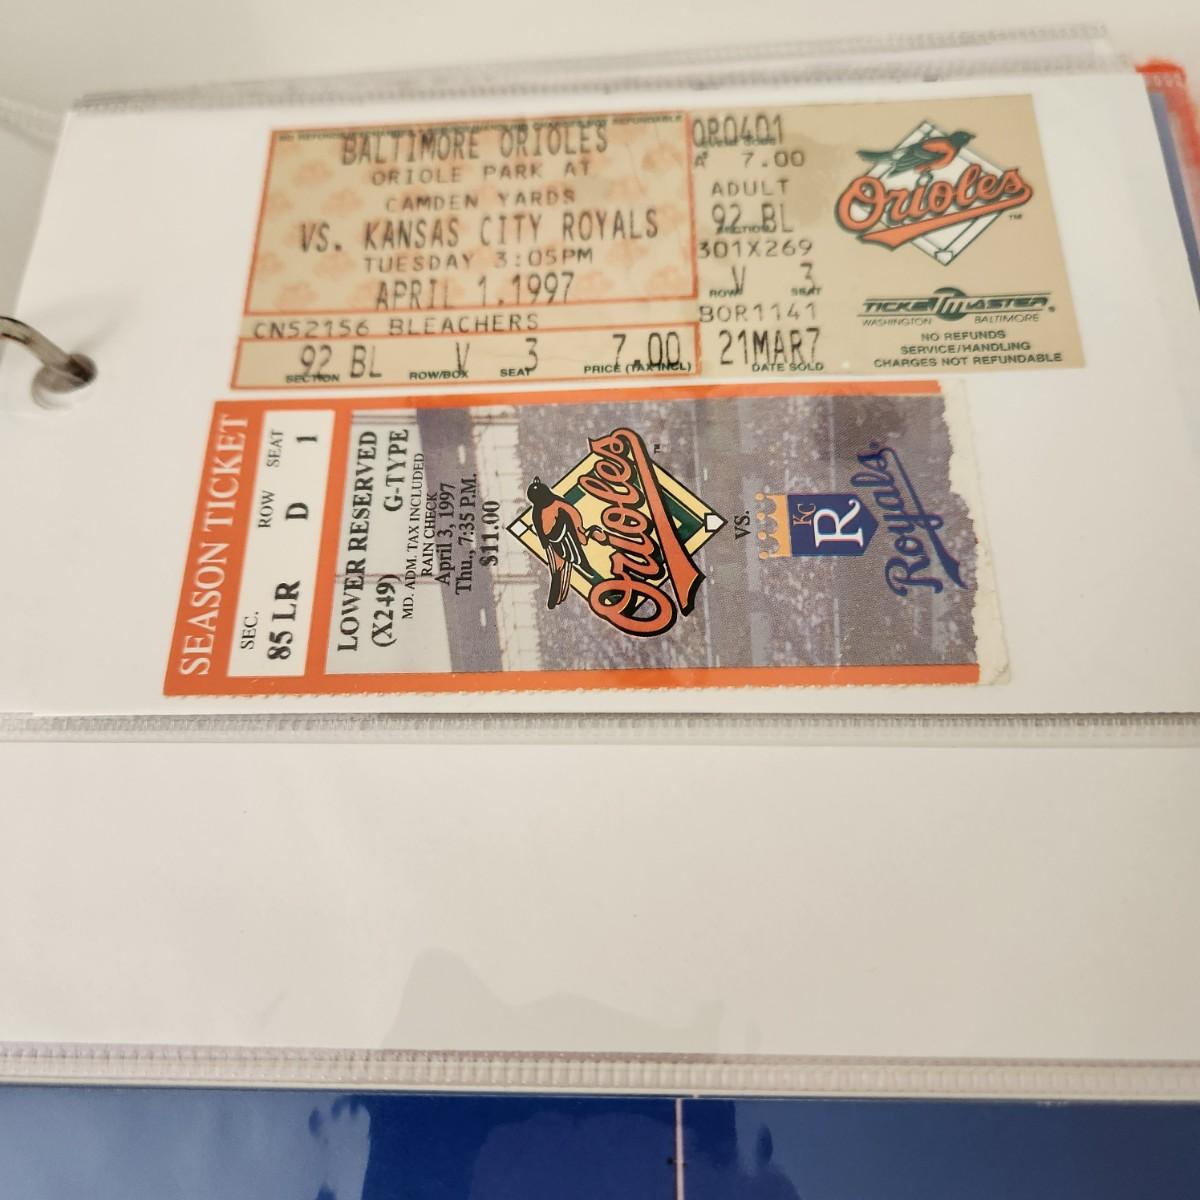 BALTIMORE ORIOLES
ORIOLE PARK AT
CAMDEN YARDS
VS. KANSAS CITY ROYALS
TUESDAY 3:05PM
APRIL 1,1997
CN52156 BLEACHERS
92 BL V 3 7.00
SECTION ROW/BOX SEAT PRICE (TAX INCL)
OR0401
A 7.00
ADULT
92 BL
SECTION
301X269
V 3
ROW SEAT
BOR1141
21MAR7
DATE SOLD
Orioles
TM
TICKETMASTER®
WASHINGTON BALTIMORE
NO REFUNDS
SERVICE/HANDLING
CHARGES NOT REFUNDABLE
SEASON TICKET
SEC. ROW SEAT
85 LR D 1
LOWER RESERVED
(X249) G-TYPE
MD. ADM. TAX INCLUDED
RAIN CHECK
April 3, 1997
Thu., 7:35 P.M.
$11.00
Orioles
TM
VS.
KC
R
Royals